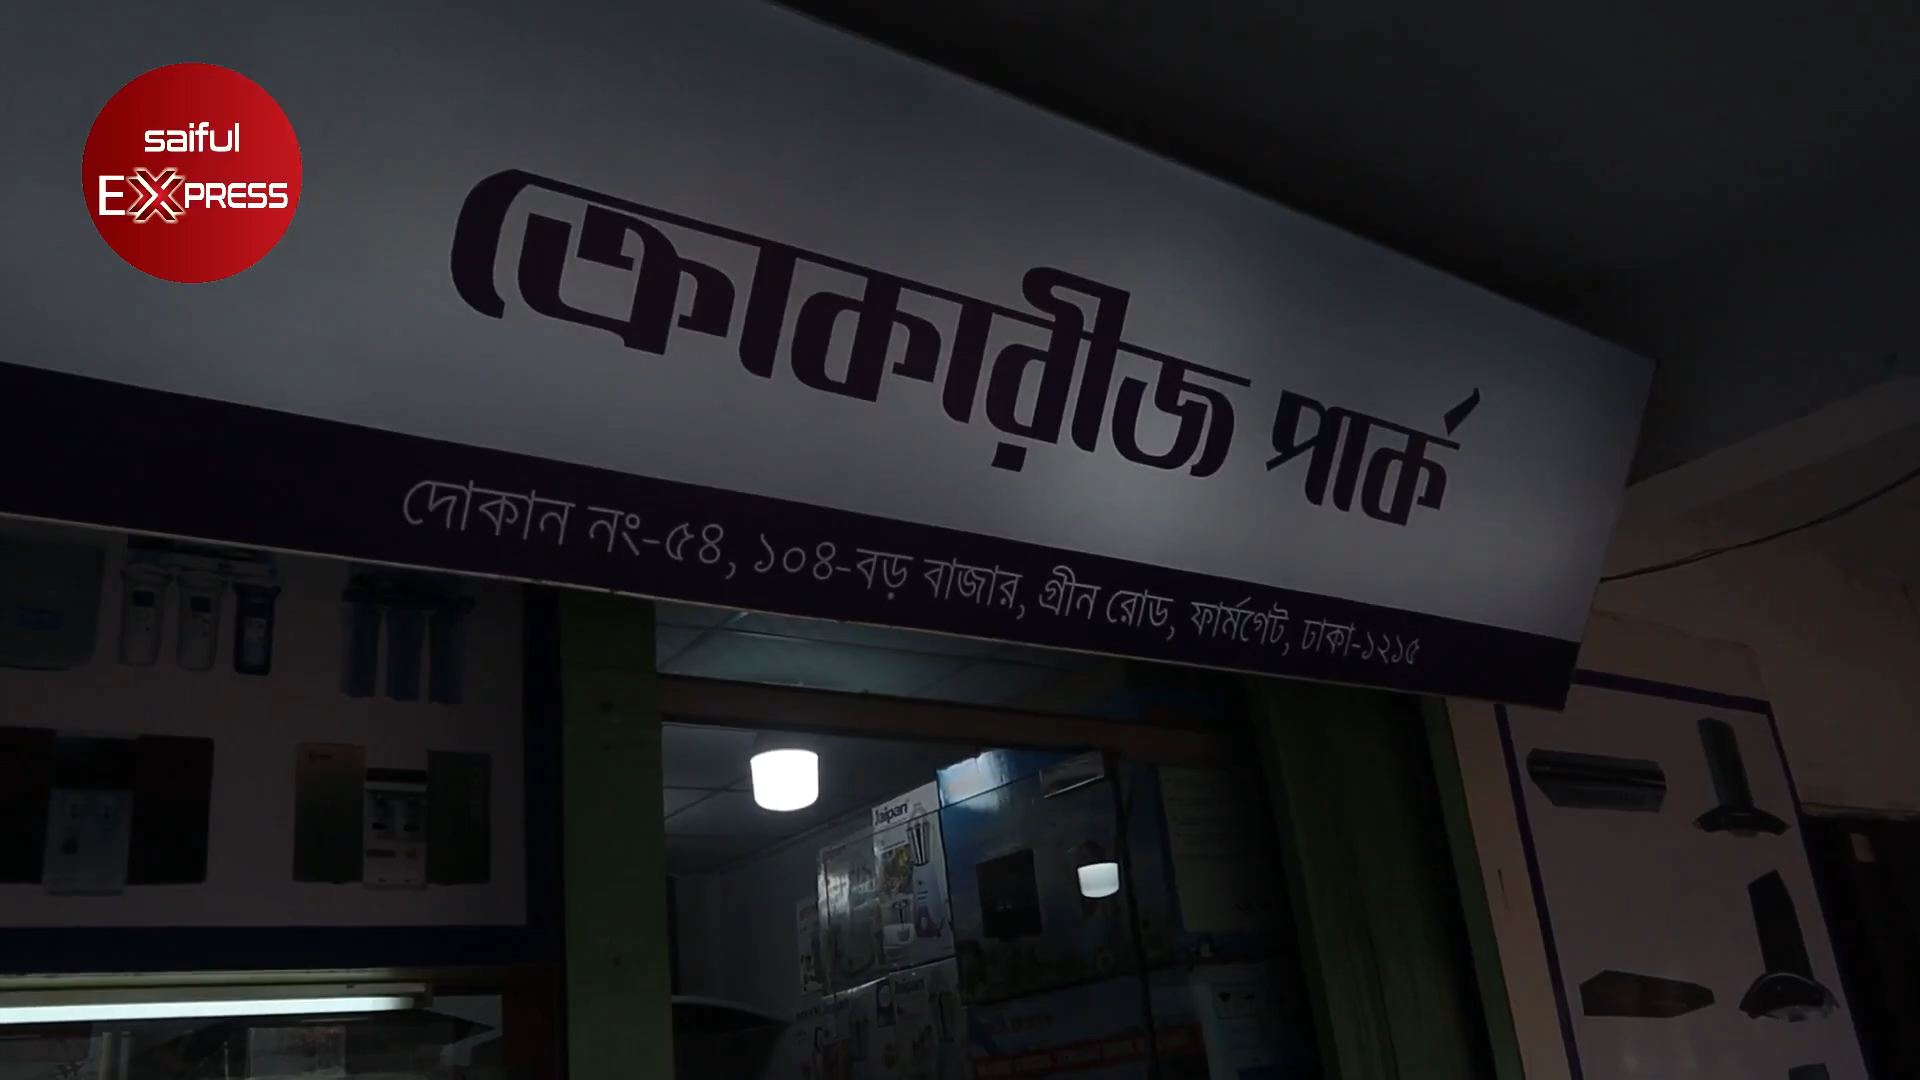 saiful
EXPRESS
ক্রোকারীজ পার্ক
দোকান নং-৫৪, ১০৪-বড় বাজার, গ্রীন রোড, ফার্মগেট, ঢাকা-১২১৫
Jaipan